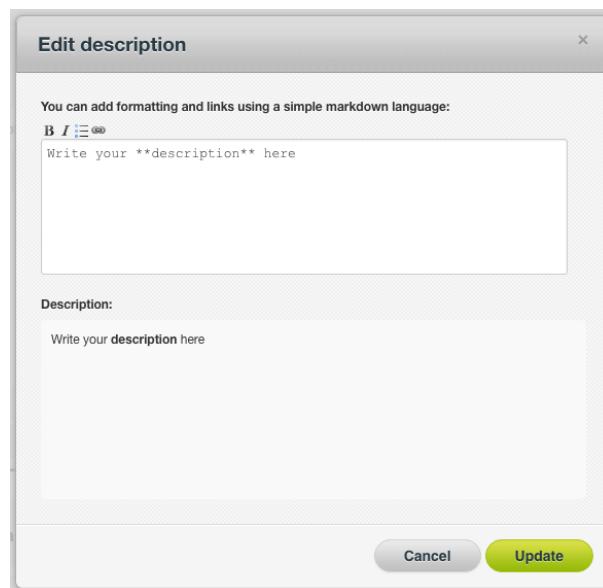 Edit description
×
You can add formatting and links using a simple markdown language:
B I
Write your **description** here
Description:
Write your description here
Cancel Update